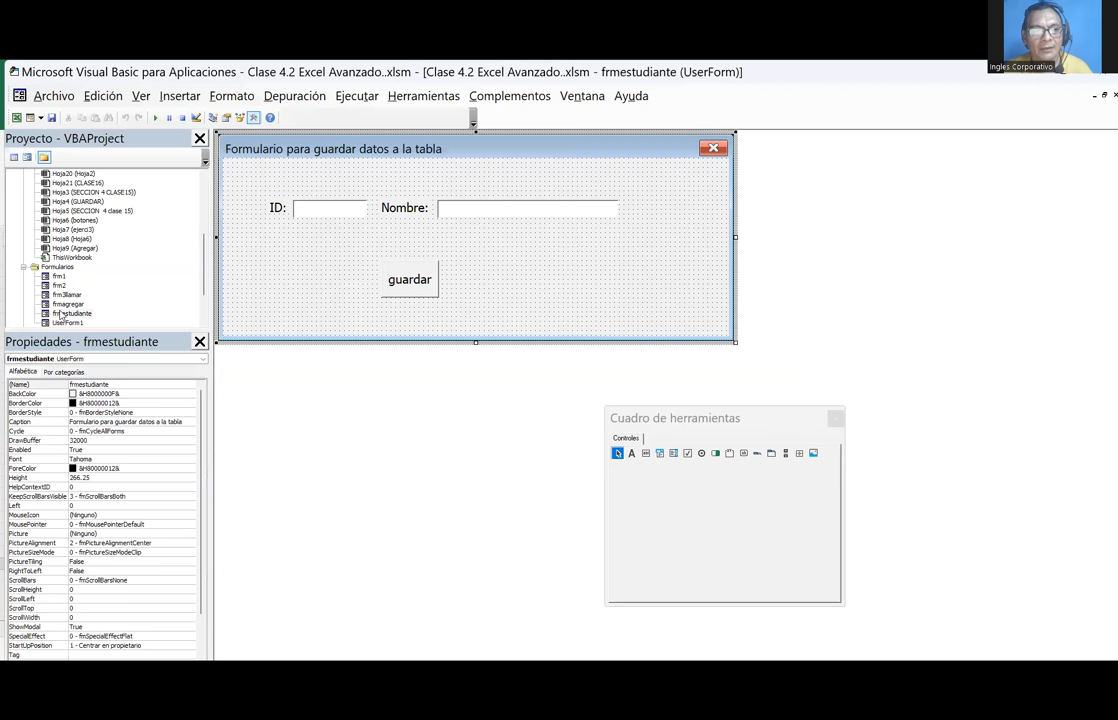 Ingles Corporativo
Microsoft Visual Basic para Aplicaciones - Clase 4.2 Excel Avanzado..xlsm - [Clase 4.2 Excel Avanzado..xlsm - frmestudiante (UserForm)]
Archivo Edición Ver Insertar Formato Depuración Ejecutar Herramientas Complementos Ventana Ayuda
Proyecto - VBAProject
Hoja20 (Hoja2)
Hoja21 (CLASE16)
Hoja3 (SECCION 4 CLASE15))
Hoja4 (GUARDAR)
Hoja5 (SECCION 4 clase 15)
Hoja6 (botones)
Hoja7 (ejerci3)
Hoja8 (Hoja6)
Hoja9 (Agregar)
ThisWorkbook
Formularios
frm1
frm2
frm3llamar
frmagregar
frmestudiante
UserForm1
Formulario para guardar datos a la tabla
ID: Nombre:
guardar
Propiedades - frmestudiante
frmestudiante UserForm
Alfabética Por categorías
(Name) frmestudiante
BackColor &H8000000F&
BorderColor &H80000012&
BorderStyle 0 - fmBorderStyleNone
Caption Formulario para guardar datos a la tabla
Cycle 0 - fmCycleAllForms
DrawBuffer 32000
Enabled True
Font Tahoma
ForeColor &H80000012&
Height 266.25
HelpContextID 0
KeepScrollBarsVisible 3 - fmScrollBarsBoth
Left 0
MouseIcon (Ninguno)
MousePointer 0 - fmMousePointerDefault
Picture (Ninguno)
PictureAlignment 2 - fmPictureAlignmentCenter
PictureSizeMode 0 - fmPictureSizeModeClip
PictureTiling False
RightToLeft False
ScrollBars 0 - fmScrollBarsNone
ScrollHeight 0
ScrollLeft 0
ScrollTop 0
ScrollWidth 0
ShowModal True
SpecialEffect 0 - fmSpecialEffectFlat
StartUpPosition 1 - Centrar en propietario
Tag
Cuadro de herramientas
Controles